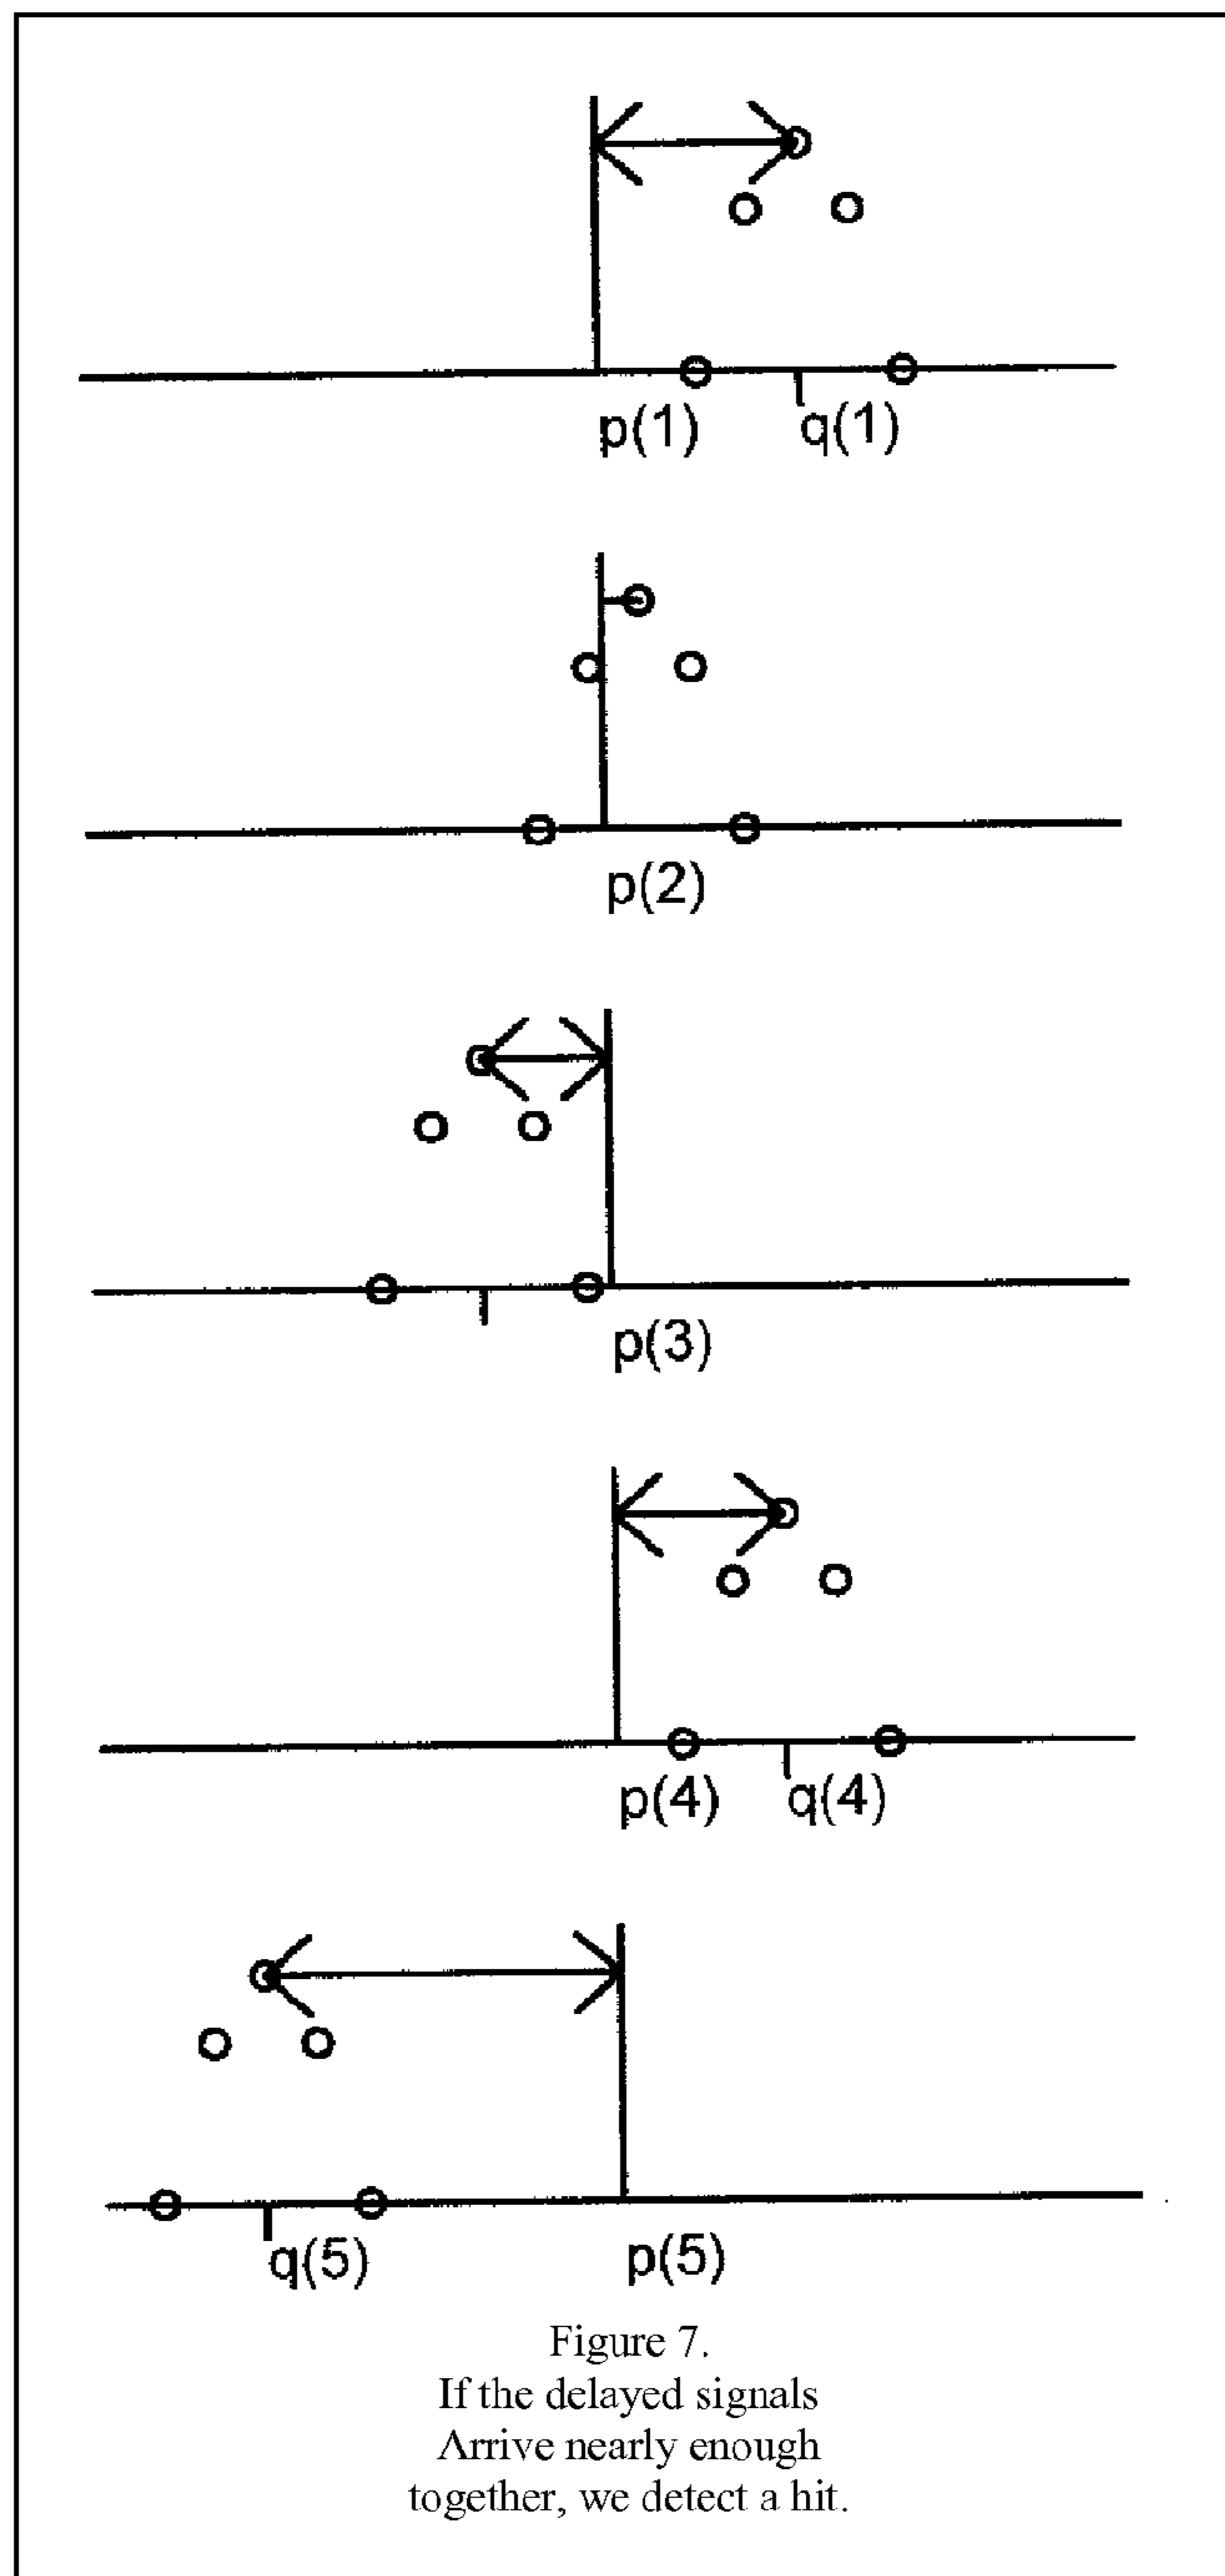 p(1) q(1)
p(2)
p(3)
p(4) q(4)
q(5) p(5)
Figure 7.
If the delayed signals
Arrive nearly enough
together, we detect a hit.